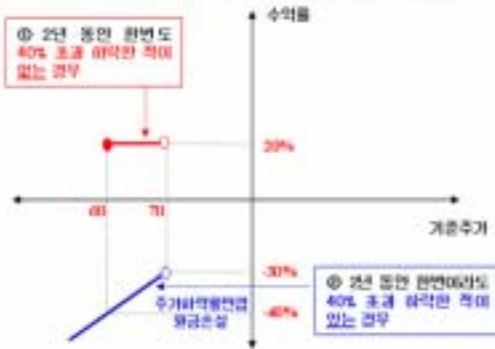 수익률
① 2년 동안 한번도
40% 초과 하락한 적이
없는 경우
20%
60
70
기준주가
-30%
② 2년 동안 한번이라도
40% 초과 하락한 적이
있는 경우
주가하락률만큼
원금손실
-40%